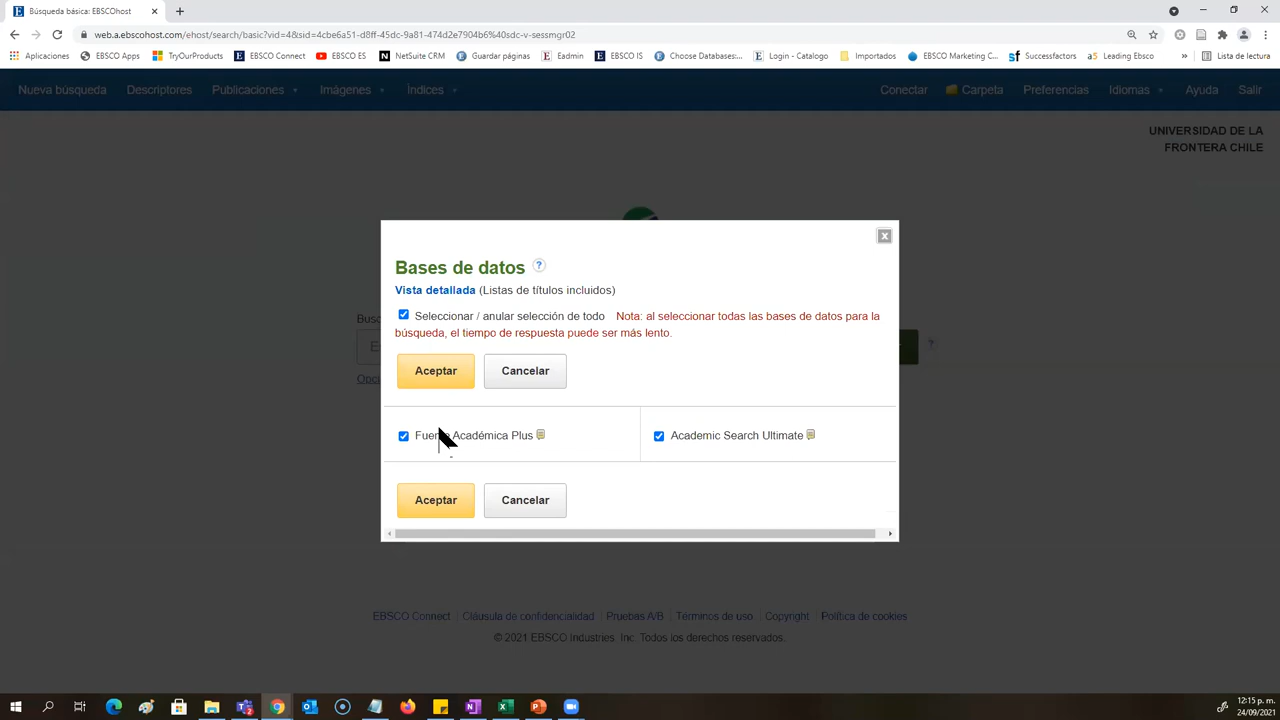 Búsqueda básica: EBSCOhost
web.a.ebscohost.com/ehost/search/basic?vid=4&sid=4cbe6a51-d8ff-45dc-9a81-474d2e7904b6%40sdc-v-sessmgr02
Aplicaciones EBSCO Apps TryOurProducts EBSCO Connect EBSCO ES NetSuite CRM Guardar páginas Eadmin EBSCO IS Choose Databases:... Login - Catalogo Importados EBSCO Marketing C... Successfactors Leading Ebsco » Lista de lectura
Nueva búsqueda Descriptores Publicaciones Imágenes Índices Conectar Carpeta Preferencias Idiomas Ayuda Salir
UNIVERSIDAD DE LA
FRONTERA CHILE
Bases de datos ?
Vista detallada (Listas de títulos incluidos)
Seleccionar / anular selección de todo Nota: al seleccionar todas las bases de datos para la
búsqueda, el tiempo de respuesta puede ser más lento.
Aceptar Cancelar
Académica Plus Academic Search Ultimate
Aceptar Cancelar
EBSCO Connect Cláusula de confidencialidad Pruebas A/B Términos de uso Copyright Política de cookies
© 2021 EBSCO Industries, Inc. Todos los derechos reservados.
12:15 p. m.
24/09/2021